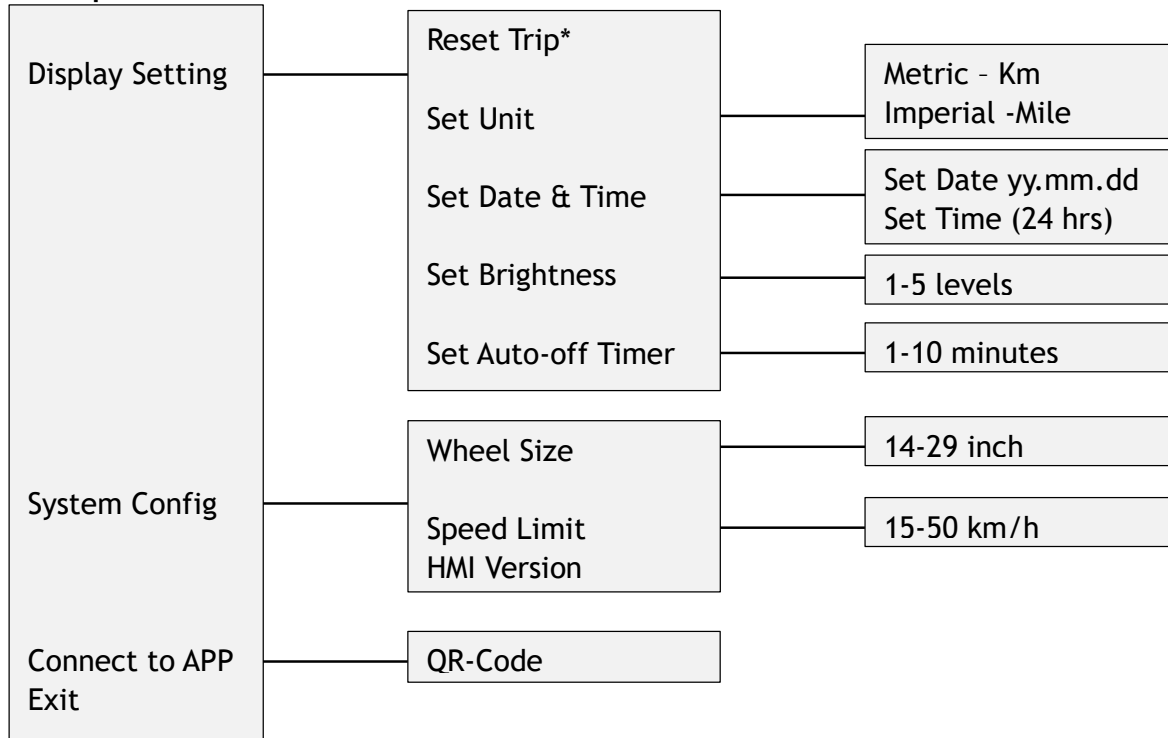 Display Setting
Reset Trip*
Set Unit
Metric – Km
Imperial -Mile
Set Date & Time
Set Date yy.mm.dd
Set Time (24 hrs)
Set Brightness
1-5 levels
Set Auto-off Timer
1-10 minutes
System Config
Wheel Size
14-29 inch
Speed Limit
15-50 km/h
HMI Version
Connect to APP
QR-Code
Exit